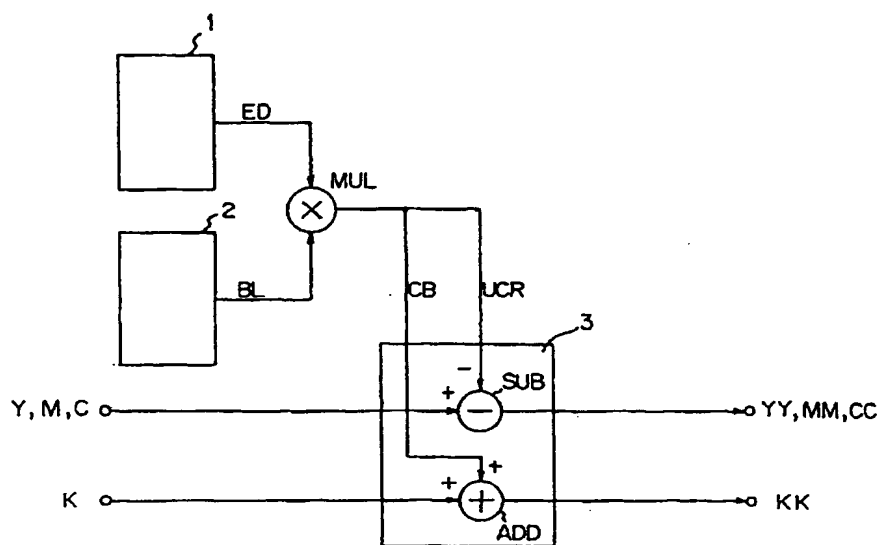 1
ED
MUL
2
BL
CB
UCR
3
−
SUB
+
−
Y, M, C
YY, MM, CC
+
+
+
K
KK
ADD
×